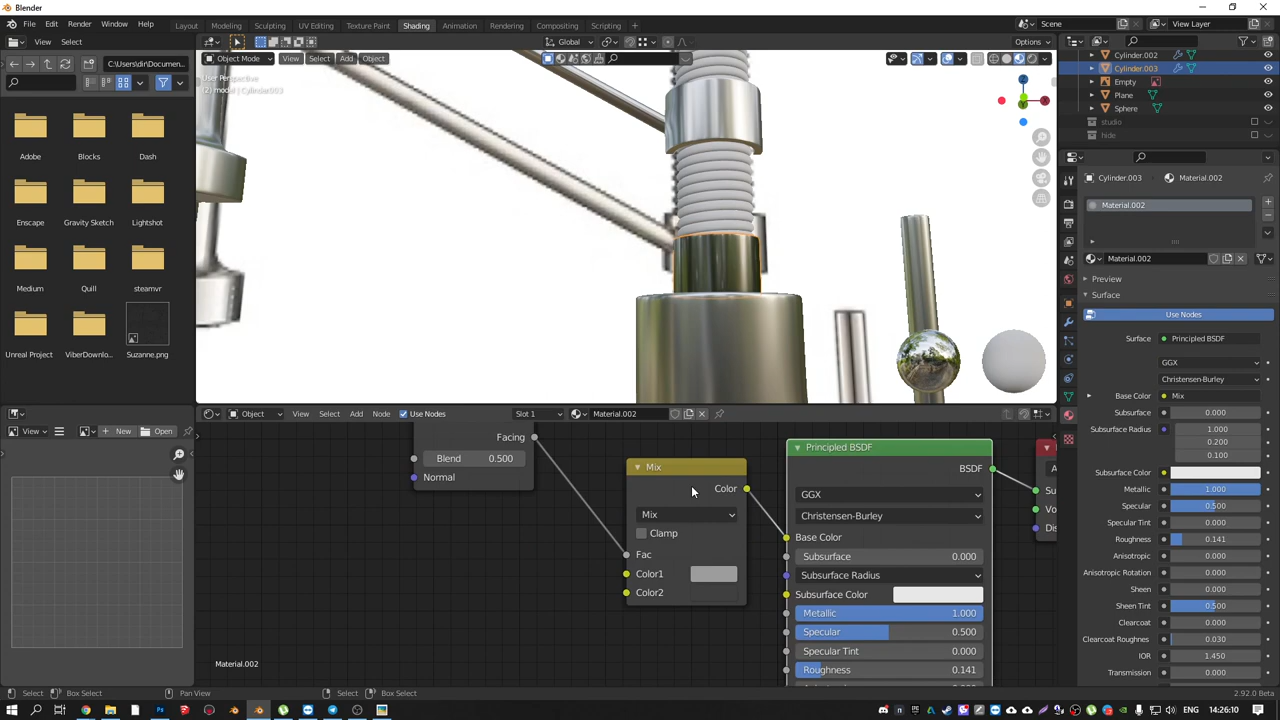 Blender
File Edit Render Window Help Layout Modeling Sculpting UV Editing Texture Paint Shading Animation Rendering Compositing Scripting Scene View Layer
View Select Global Options
C:\Users\dir\Documen...
Object Mode View Select Add Object
User Perspective
(2) model | Cylinder.003
Adobe Blocks Dash
Enscape Gravity Sketch Lightshot
Medium Quill steamvr
Unreal Project ViberDownlo... Suzanne.png
Cylinder.002
Cylinder.003
Empty
Plane
Sphere
studio
hide
Cylinder.003 Material.002
Material.002
Material.002
Preview
Surface
Use Nodes
Surface Principled BSDF
GGX
Christensen-Burley
Base Color Mix
Subsurface 0.000
Subsurface Radius 1.000
0.200
0.100
Subsurface Color
Metallic 1.000
Specular 0.500
Specular Tint 0.000
Roughness 0.141
Anisotropic 0.000
Anisotropic Rotation 0.000
Sheen 0.000
Sheen Tint 0.500
Clearcoat 0.000
Clearcoat Roughnes 0.030
IOR 1.450
Transmission 0.000
View New Open
Object View Select Add Node Use Nodes Slot 1 Material.002
Facing
Blend 0.500
Normal
Mix
Color
Mix
Clamp
Fac
Color1
Color2
Principled BSDF
BSDF
GGX
Christensen-Burley
Base Color
Subsurface 0.000
Subsurface Radius
Subsurface Color
Metallic 1.000
Specular 0.500
Specular Tint 0.000
Roughness 0.141
Material.002
Select Box Select Pan View Select Box Select 2.92.0 Beta
14:26:10